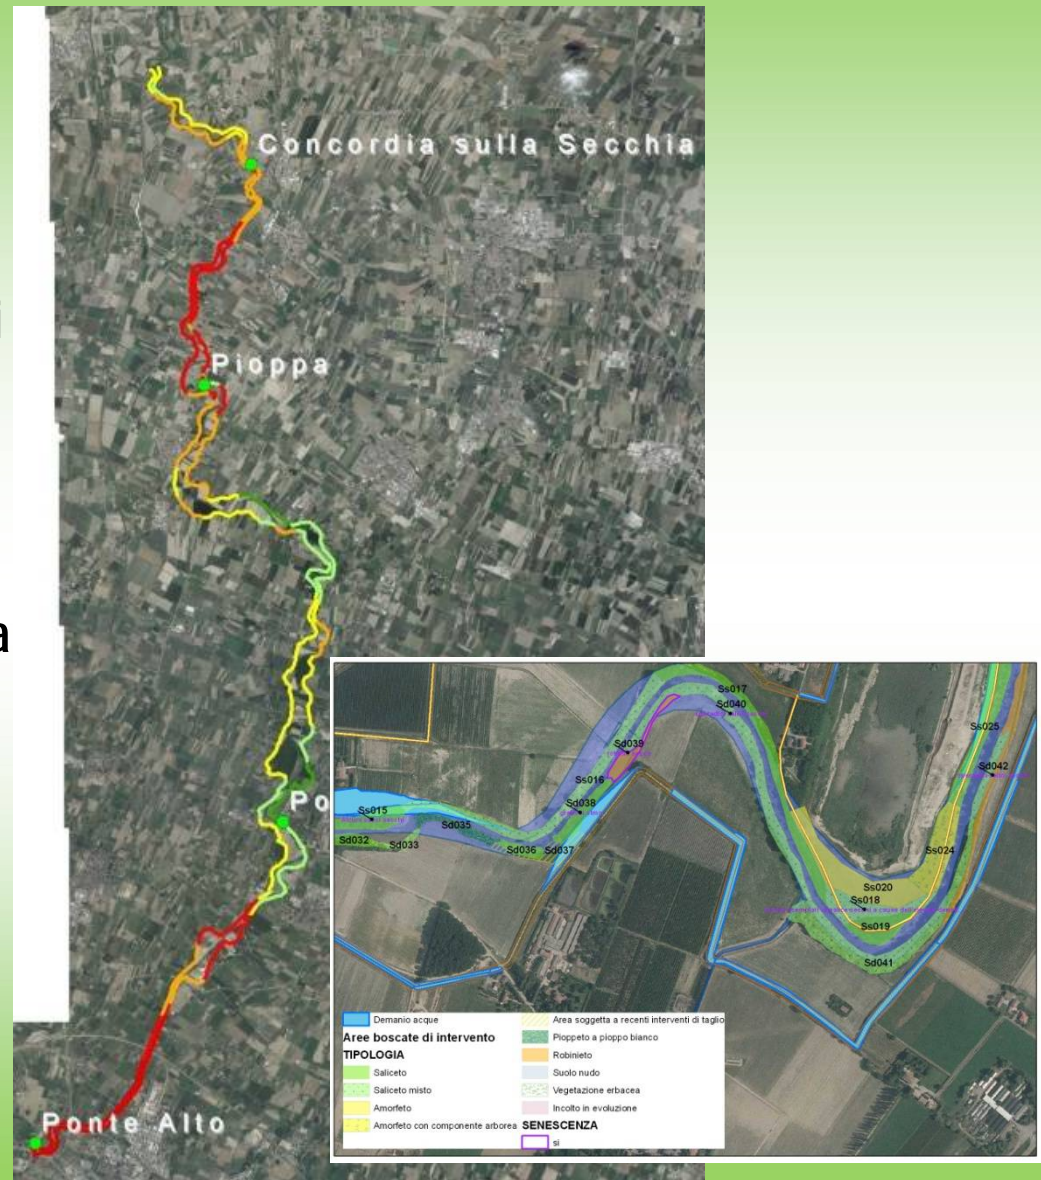 Concordia sulla Secchia
Pioppa
a
Po
Ponte Alto
Ss017
Sd040
Ss025
Sd039
Sd042
Ss016
Sd038
Ss015
Sd035
Sd032
Sd033
Sd036
Sd037
Ss024
Ss020
Ss018
Ss019
Sd041
Demanio acque
Aree boscate di intervento
TIPOLOGIA
Saliceto
Saliceto misto
Amorfeto
Amorfeto con componente arborea
Area soggetta a recenti interventi di taglio
Pioppeto a pioppo bianco
Robinieto
Suolo nudo
Vegetazione erbacea
Incolto in evoluzione
SENESCENZA
si